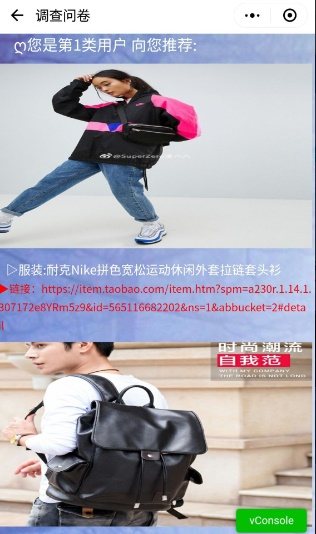 调查问卷
ღ您是第1类用户 向您推荐:
@SuperZen
▷服装:耐克Nike拼色宽松运动休闲外套拉链套头衫
▶链接：https://item.taobao.com/item.htm?spm=a230r.1.14.1.
307172e8YRm5z9&id=565116682202&ns=1&abbucket=2#deta
il
时尚潮流
自我范
WITH MY COMPANY
THE ROAD IS NOT LONG
vConsole